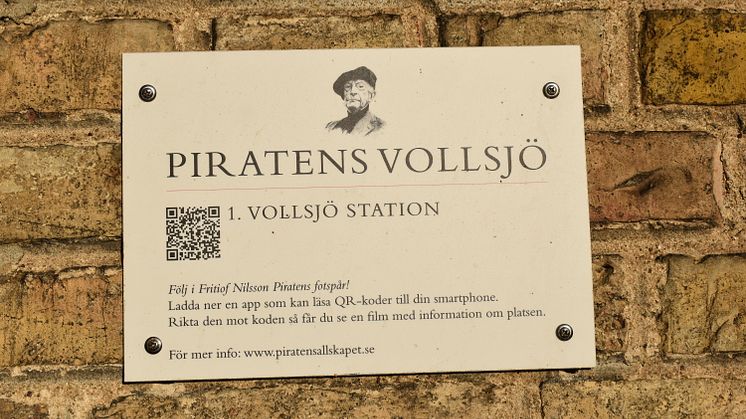 PIRATENS VOLLSJÖ
1. VOLLSJÖ STATION
Följ i Fritiof Nilsson Piratens fotspår!
Ladda ner en app som kan läsa QR-koder till din smartphone.
Rikta den mot koden så får du se en film med information om platsen.
För mer info: www.piratensallskapet.se